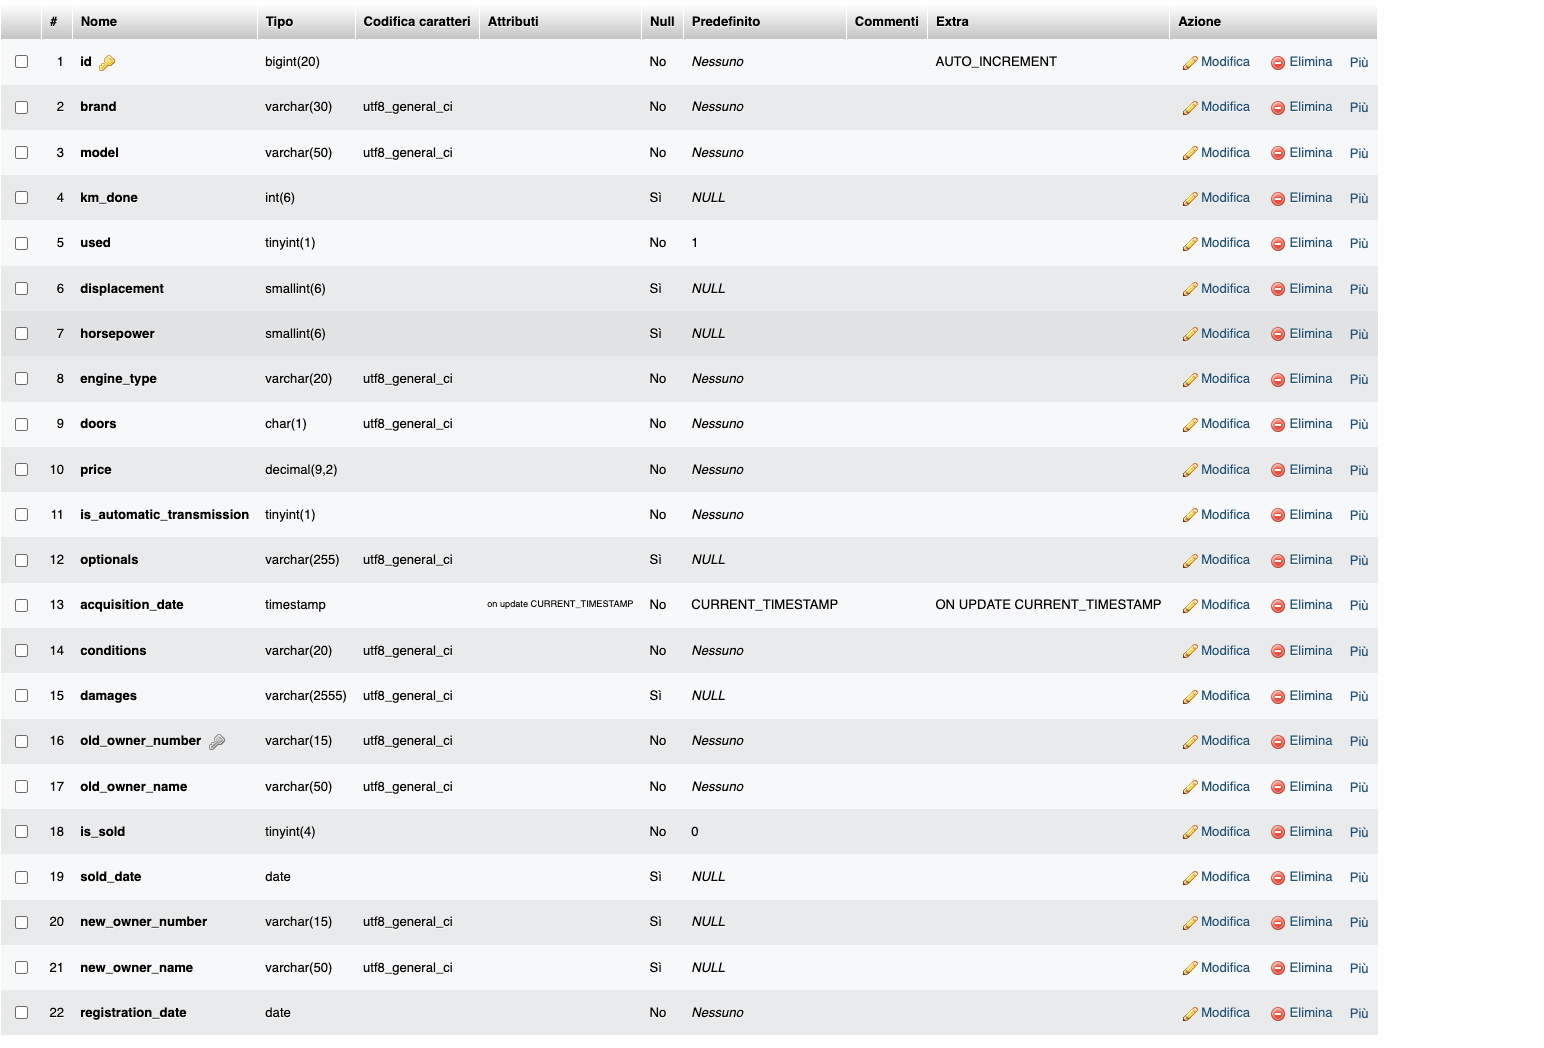 # Nome Tipo Codifica caratteri Attributi Null Predefinito Commenti Extra Azione
1 id bigint(20) No Nessuno AUTO_INCREMENT Modifica Elimina Più
2 brand varchar(30) utf8_general_ci No Nessuno Modifica Elimina Più
3 model varchar(50) utf8_general_ci No Nessuno Modifica Elimina Più
4 km_done int(6) Sì NULL Modifica Elimina Più
5 used tinyint(1) No 1 Modifica Elimina Più
6 displacement smallint(6) Sì NULL Modifica Elimina Più
7 horsepower smallint(6) Sì NULL Modifica Elimina Più
8 engine_type varchar(20) utf8_general_ci No Nessuno Modifica Elimina Più
9 doors char(1) utf8_general_ci No Nessuno Modifica Elimina Più
10 price decimal(9,2) No Nessuno Modifica Elimina Più
11 is_automatic_transmission tinyint(1) No Nessuno Modifica Elimina Più
12 optionals varchar(255) utf8_general_ci Sì NULL Modifica Elimina Più
13 acquisition_date timestamp on update CURRENT_TIMESTAMP No CURRENT_TIMESTAMP ON UPDATE CURRENT_TIMESTAMP Modifica Elimina Più
14 conditions varchar(20) utf8_general_ci No Nessuno Modifica Elimina Più
15 damages varchar(2555) utf8_general_ci Sì NULL Modifica Elimina Più
16 old_owner_number varchar(15) utf8_general_ci No Nessuno Modifica Elimina Più
17 old_owner_name varchar(50) utf8_general_ci No Nessuno Modifica Elimina Più
18 is_sold tinyint(4) No 0 Modifica Elimina Più
19 sold_date date Sì NULL Modifica Elimina Più
20 new_owner_number varchar(15) utf8_general_ci Sì NULL Modifica Elimina Più
21 new_owner_name varchar(50) utf8_general_ci Sì NULL Modifica Elimina Più
22 registration_date date No Nessuno Modifica Elimina Più